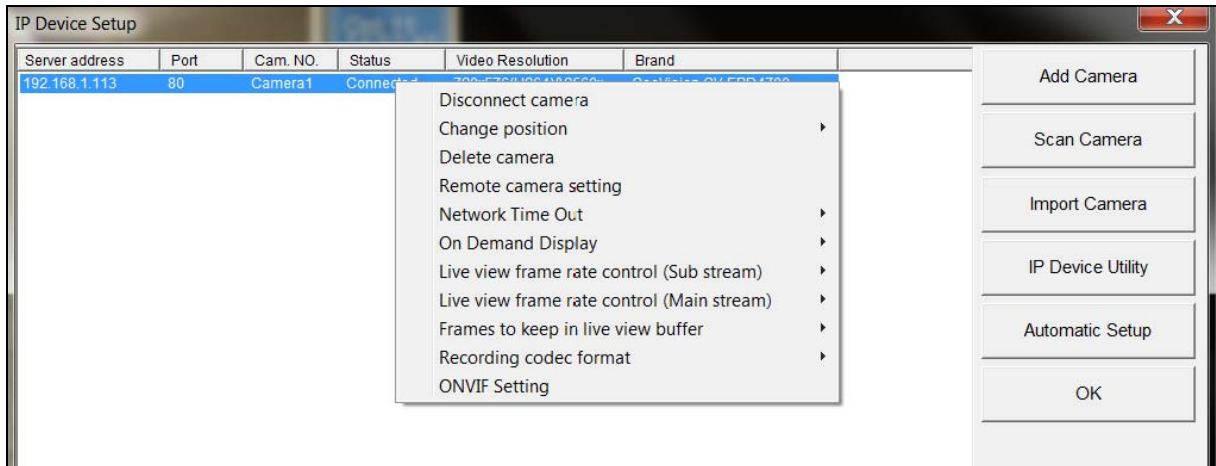 IP Device Setup
Server address Port Cam. NO. Status Video Resolution Brand
192.168.1.113 80 Camera1
Disconnect camera
Change position
Delete camera
Remote camera setting
Network Time Out
On Demand Display
Live view frame rate control (Sub stream)
Live view frame rate control (Main stream)
Frames to keep in live view buffer
Recording codec format
ONVIF Setting
Add Camera
Scan Camera
Import Camera
IP Device Utility
Automatic Setup
OK